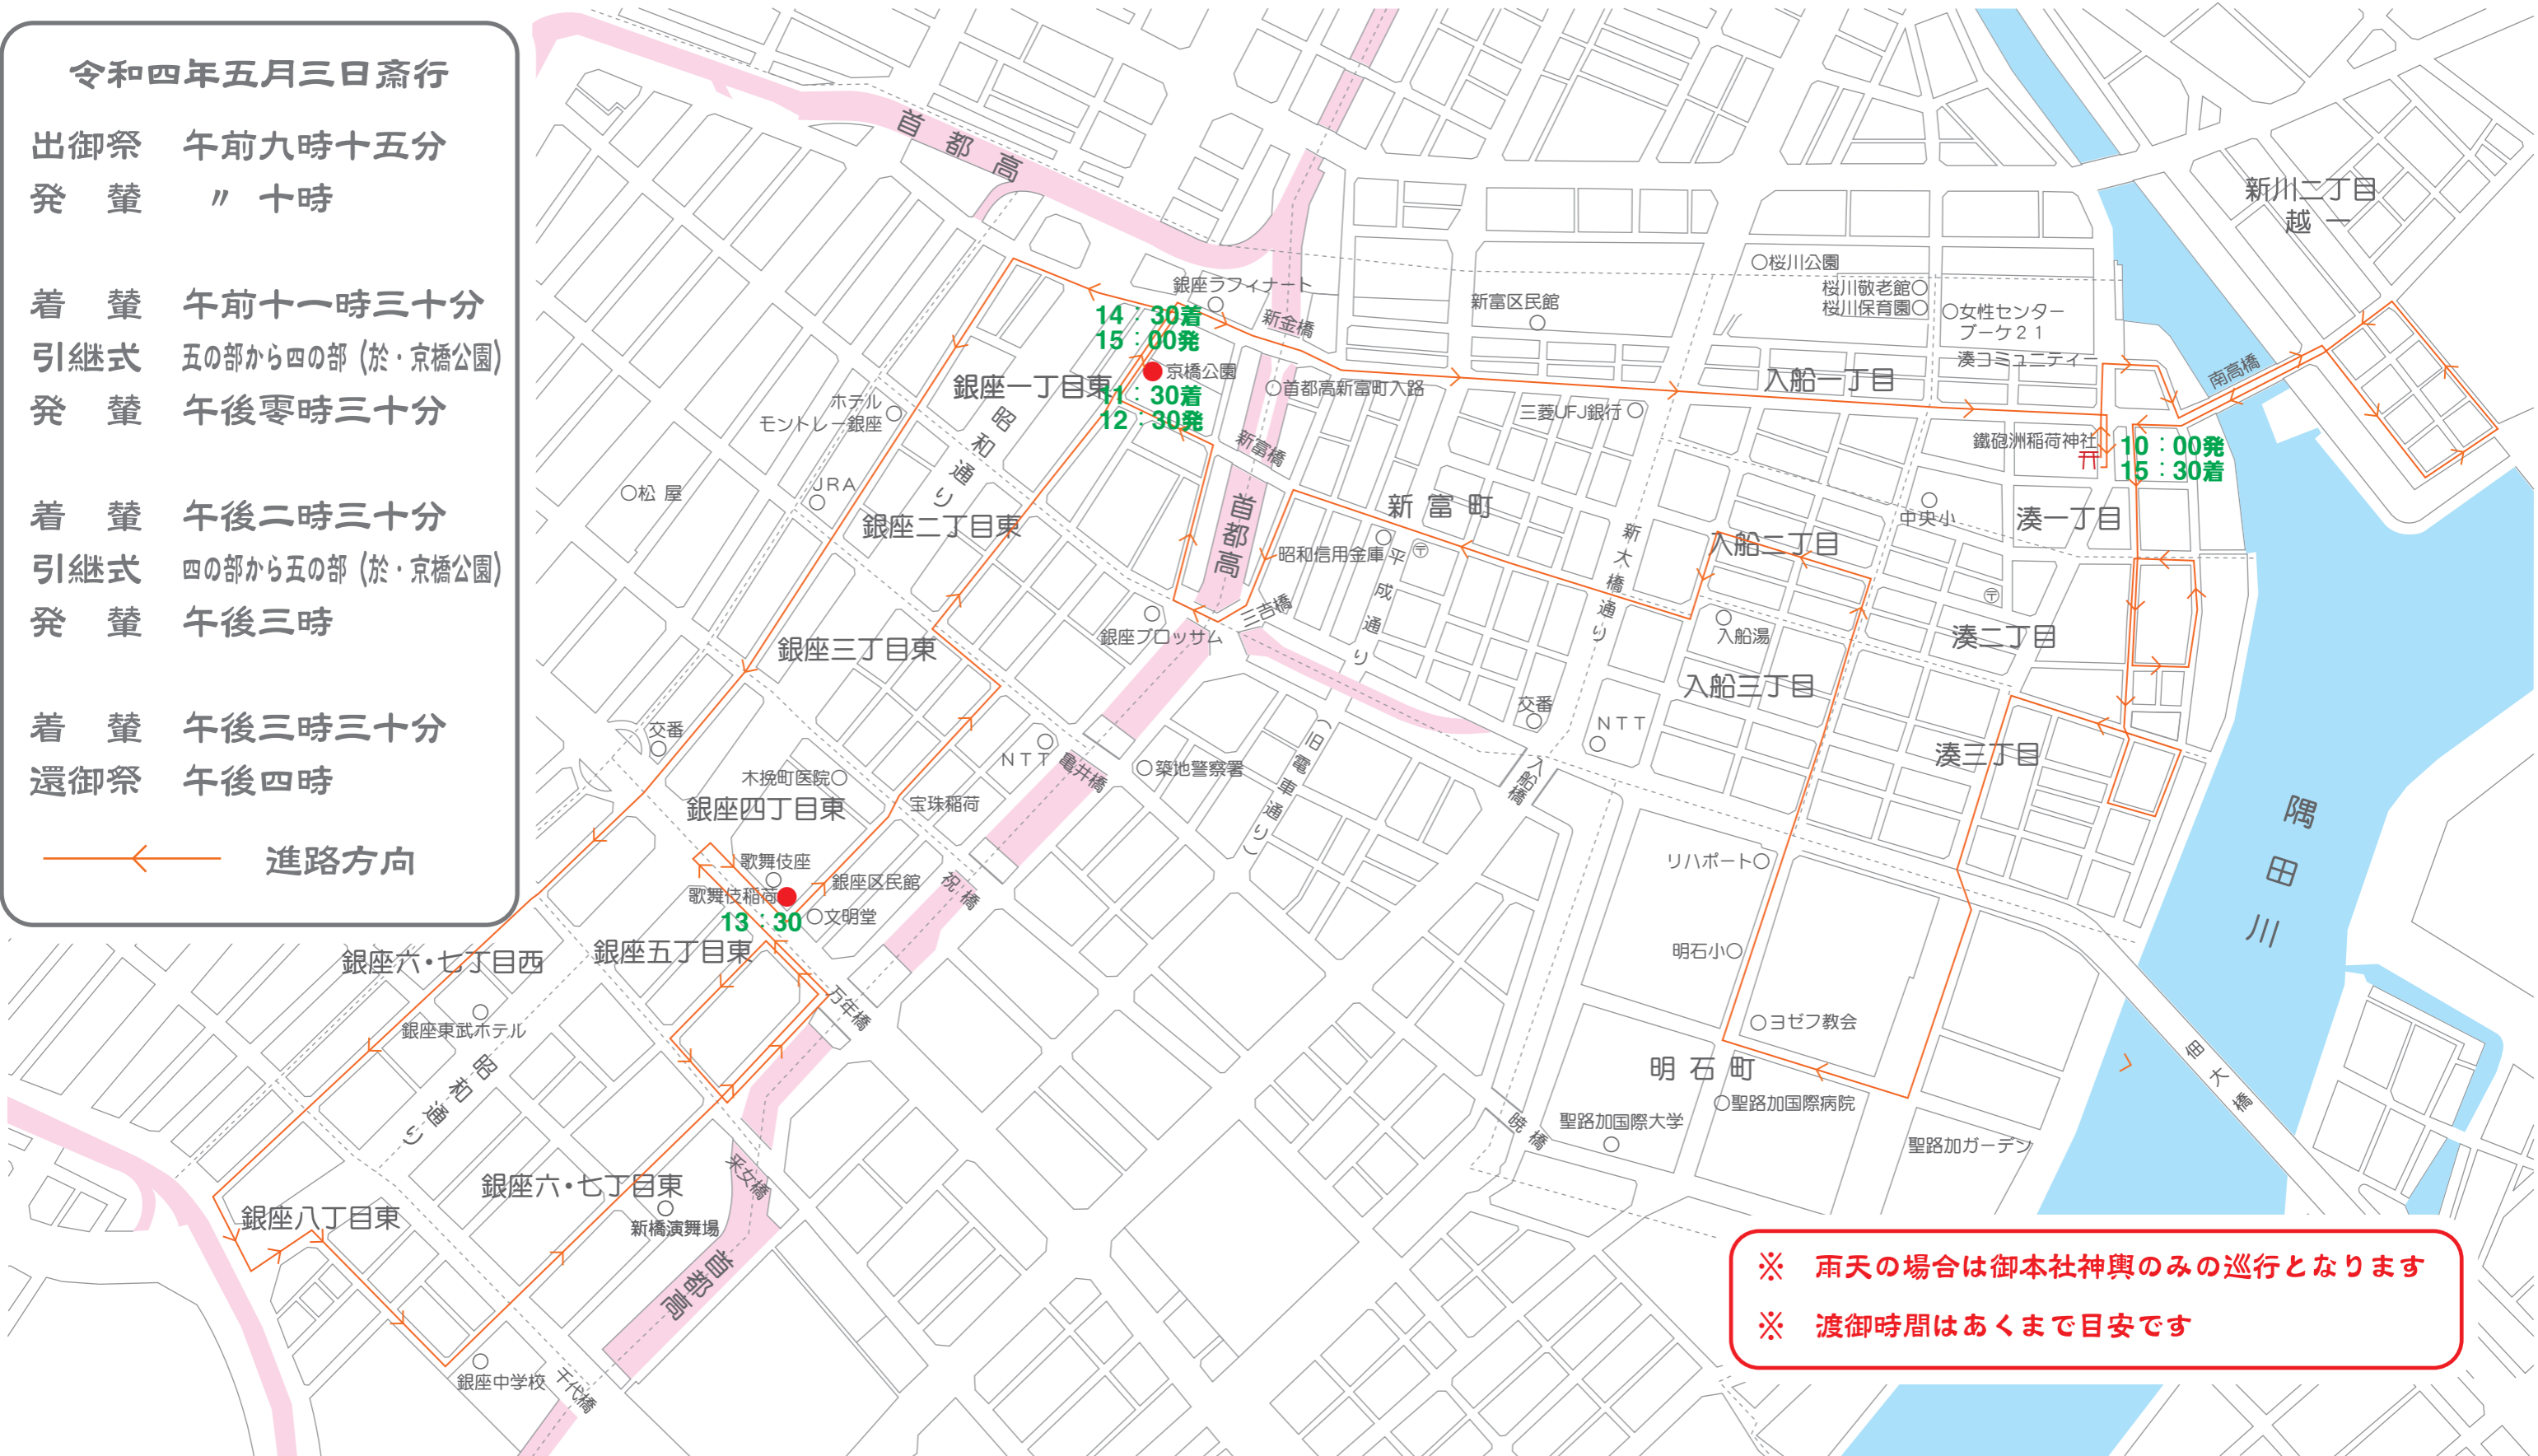 令和四年五月三日斎行
出御祭 午前九時十五分
発 輦 〃 十時
着 輦 午前十一時三十分
引継式 五の部から四の部 (於・京橋公園)
発 輦 午後零時三十分
着 輦 午後二時三十分
引継式 四の部から五の部 (於・京橋公園)
発 輦 午後三時
着 輦 午後三時三十分
還御祭 午後四時
進路方向
首都高
新川二丁目
越一
銀座ラフィナート
新金橋
14：30着
15：00発
京橋公園
11：30着
12：30発
銀座一丁目東
首都高新富町入路
新富区民館
桜川公園
桜川敬老館
桜川保育園
女性センター
ブーケ21
湊コミュニティー
南高橋
入船一丁目
三菱UFJ銀行
鐵砲洲稲荷神社
10：00発
15：30着
ホテル
モントレー銀座
昭和通り
新富橋
松屋
JRA
銀座二丁目東
首都高
新富町
新大橋通り
中央小
湊一丁目
入船二丁目
昭和信用金庫
〒
平成通り
〒
銀座ブロッサム
三吉橋
入船湯
湊二丁目
銀座三丁目東
入船三丁目
交番
NTT
交番
NTT
亀井橋
築地警察署
(旧電車通り)
入船橋
湊三丁目
木挽町医院
銀座四丁目東
宝珠稲荷
隅田川
歌舞伎座
歌舞伎稲荷
銀座区民館
13：30
文明堂
祝橋
リハポート
銀座六・七丁目西
銀座五丁目東
明石小
銀座東武ホテル
万年橋
ヨゼフ教会
昭和通り
明石町
佃大橋
聖路加国際病院
聖路加国際大学
暁橋
聖路加ガーデン
采女橋
銀座六・七丁目東
新橋演舞場
銀座八丁目東
首都高
銀座中学校
千代橋
※ 雨天の場合は御本社神輿のみの巡行となります
※ 渡御時間はあくまで目安です